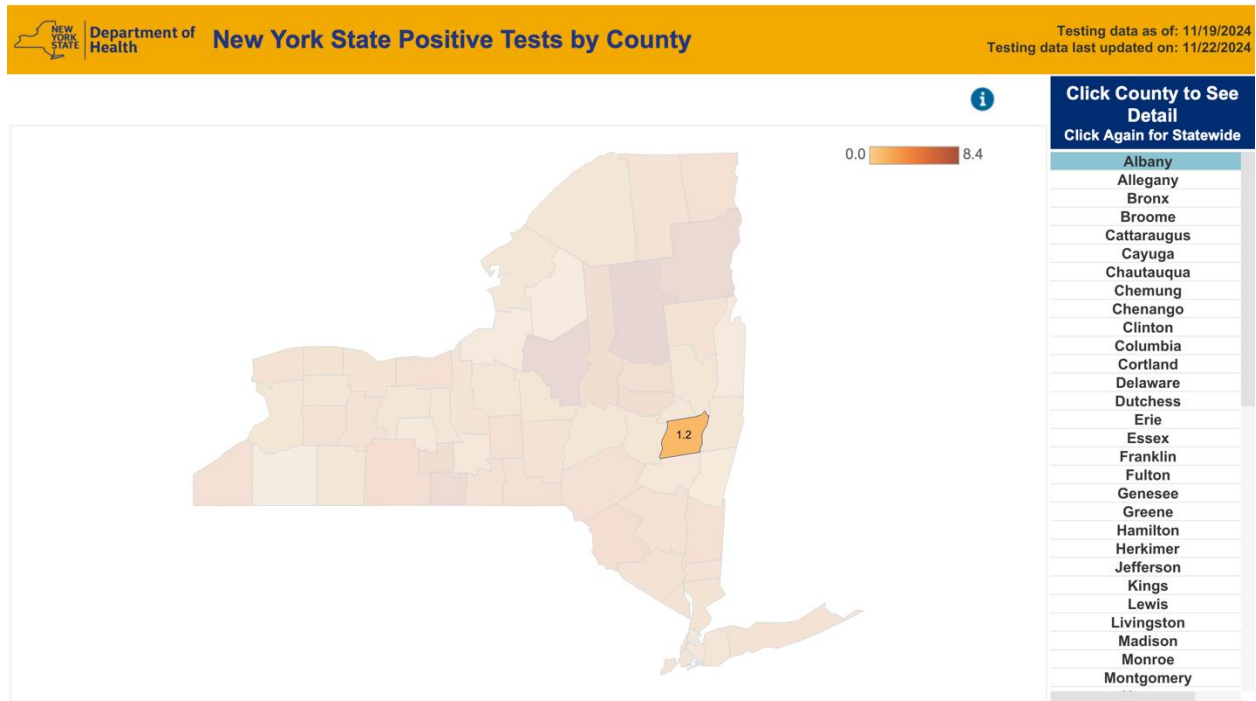 NEW
YORK
STATE
Department of
Health
New York State Positive Tests by County
Testing data as of: 11/19/2024
Testing data last updated on: 11/22/2024
i
0.0
8.4
1.2
Click County to See
Detail
Click Again for Statewide
Albany
Allegany
Bronx
Broome
Cattaraugus
Cayuga
Chautauqua
Chemung
Chenango
Clinton
Columbia
Cortland
Delaware
Dutchess
Erie
Essex
Franklin
Fulton
Genesee
Greene
Hamilton
Herkimer
Jefferson
Kings
Lewis
Livingston
Madison
Monroe
Montgomery